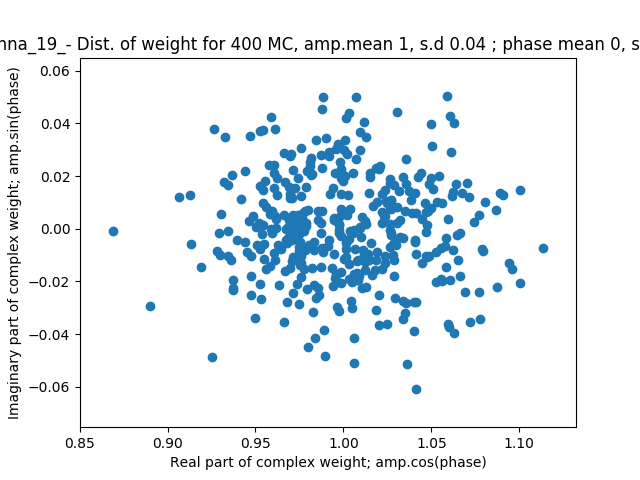 nna_19_- Dist. of weight for 400 MC, amp.mean 1, s.d 0.04 ; phase mean 0, s
0.06
0.04
0.02
0.00
−0.02
−0.04
−0.06
Imaginary part of complex weight; amp.sin(phase)
0.85 0.90 0.95 1.00 1.05 1.10
Real part of complex weight; amp.cos(phase)